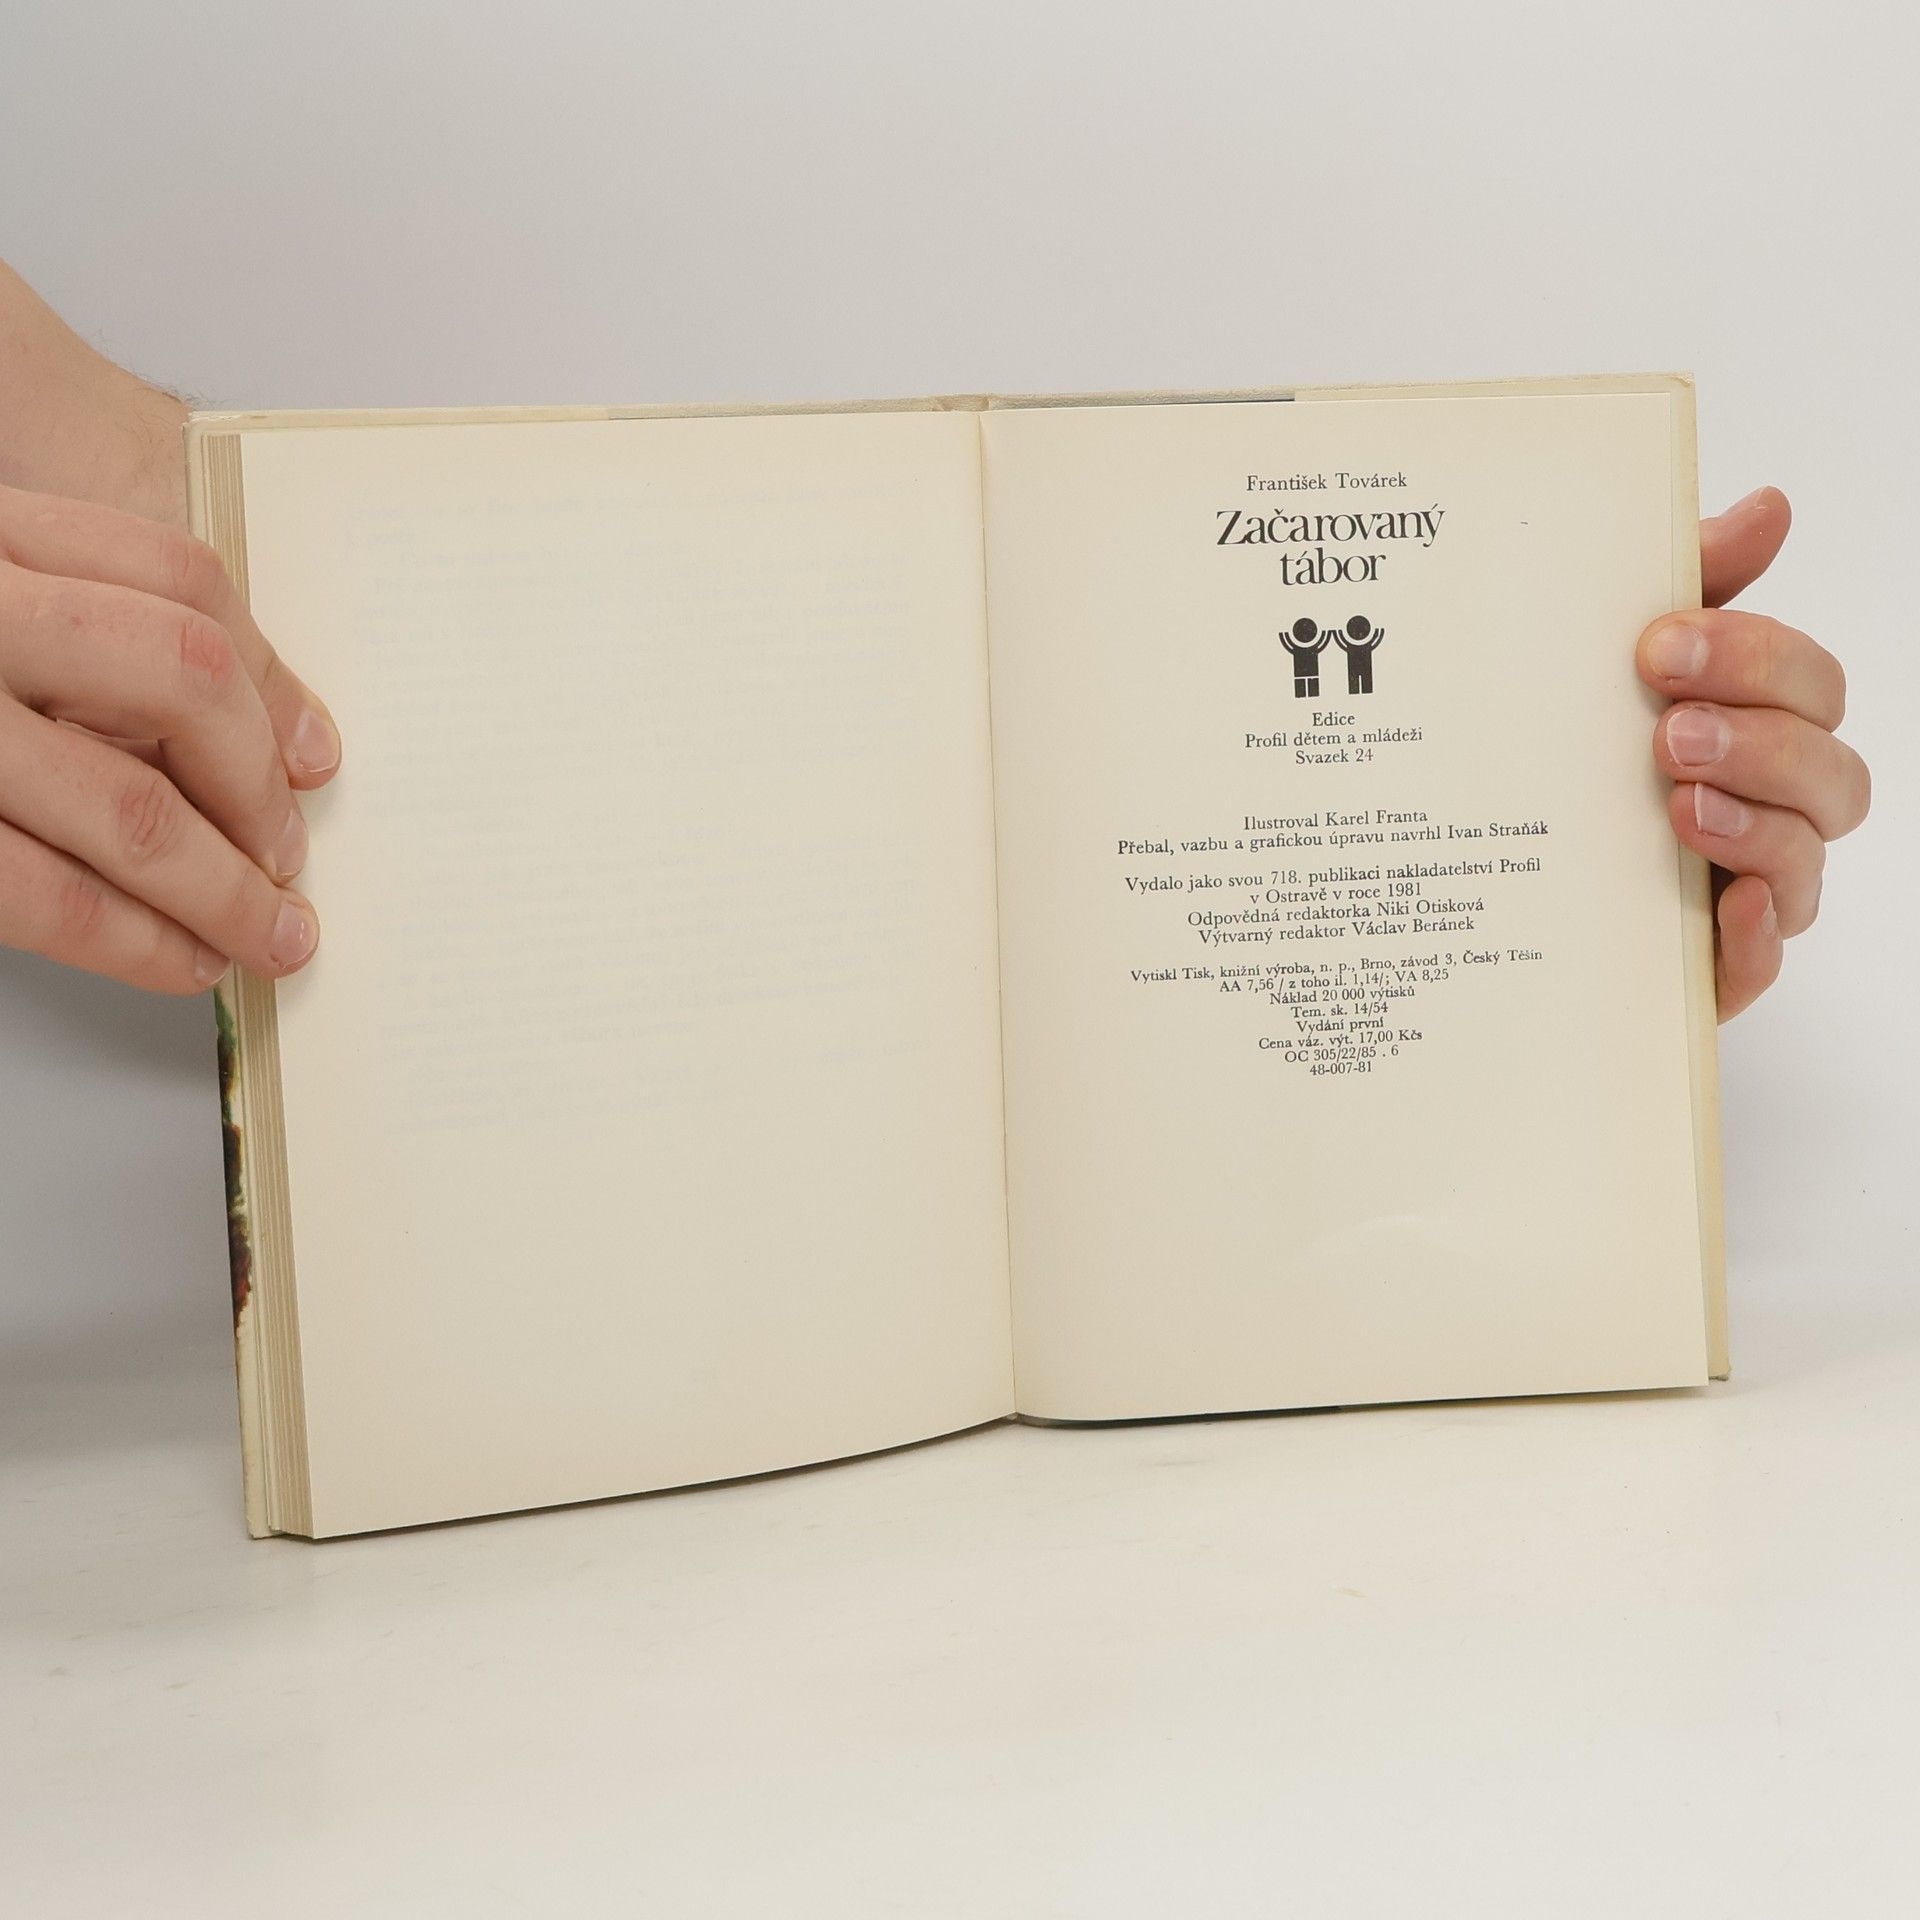 František Továrek
Začarovaný
tábor
Edice
Profil dětem a mládeži
Svazek 24
Ilustroval Karel Franta
Přebal, vazbu a grafickou úpravu navrhl Ivan Straňák
Vydalo jako svou 718. publikaci nakladatelství Profil
v Ostravě v roce 1981
Odpovědná redaktorka Niki Otisková
Výtvarný redaktor Václav Beránek
Vytiskl Tisk, knižní výroba, n. p., Brno, závod 3, Český Těšín
AA 7,56 / z toho il. 1,14/; VA 8,25
Náklad 20 000 výtisků
Tem. sk. 14/54
Vydání první
Cena váz. výt. 17,00 Kčs
OC 305/22/85 . 6
48-007-81